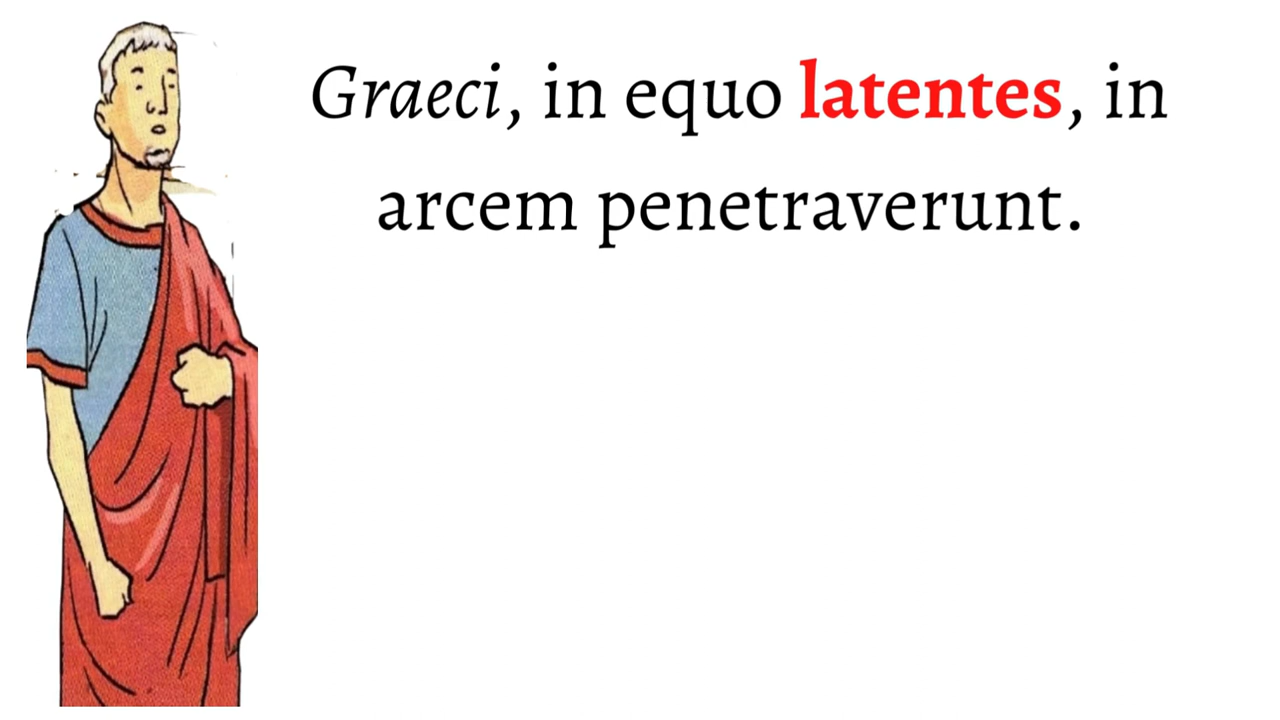 Graeci, in equo latentes, in
arcem penetraverunt.